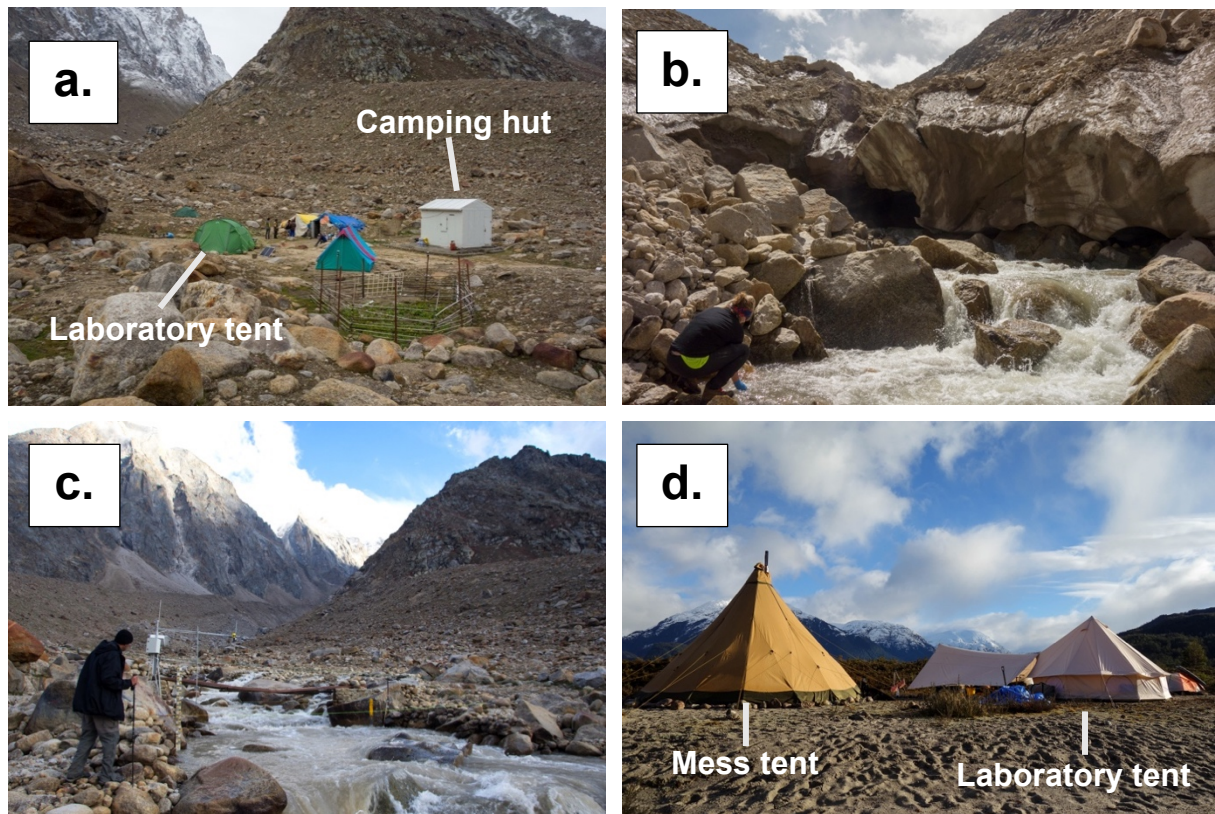 a.
Camping hut
Laboratory tent
b.
c.
d.
Mess tent
Laboratory tent